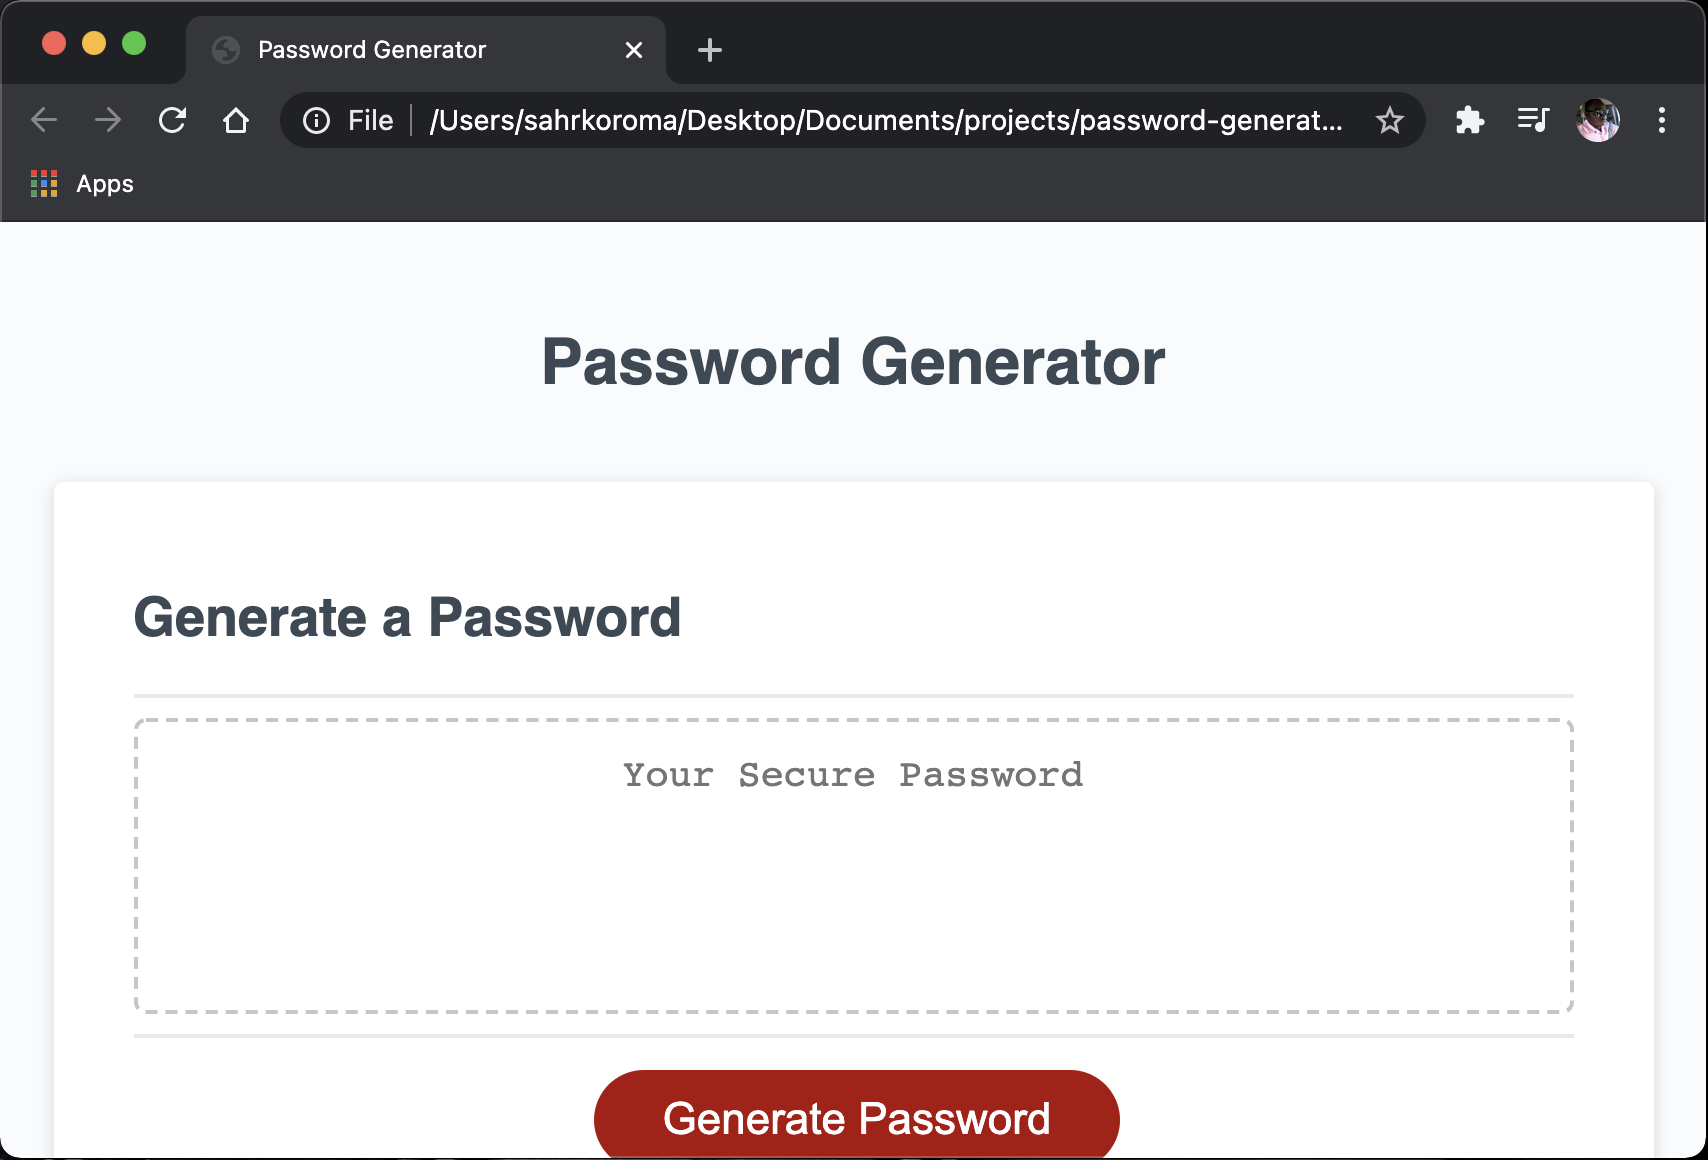 Password Generator
File /Users/sahrkoroma/Desktop/Documents/projects/password-generat...
Apps
Password Generator
Generate a Password
Your Secure Password
Generate Password